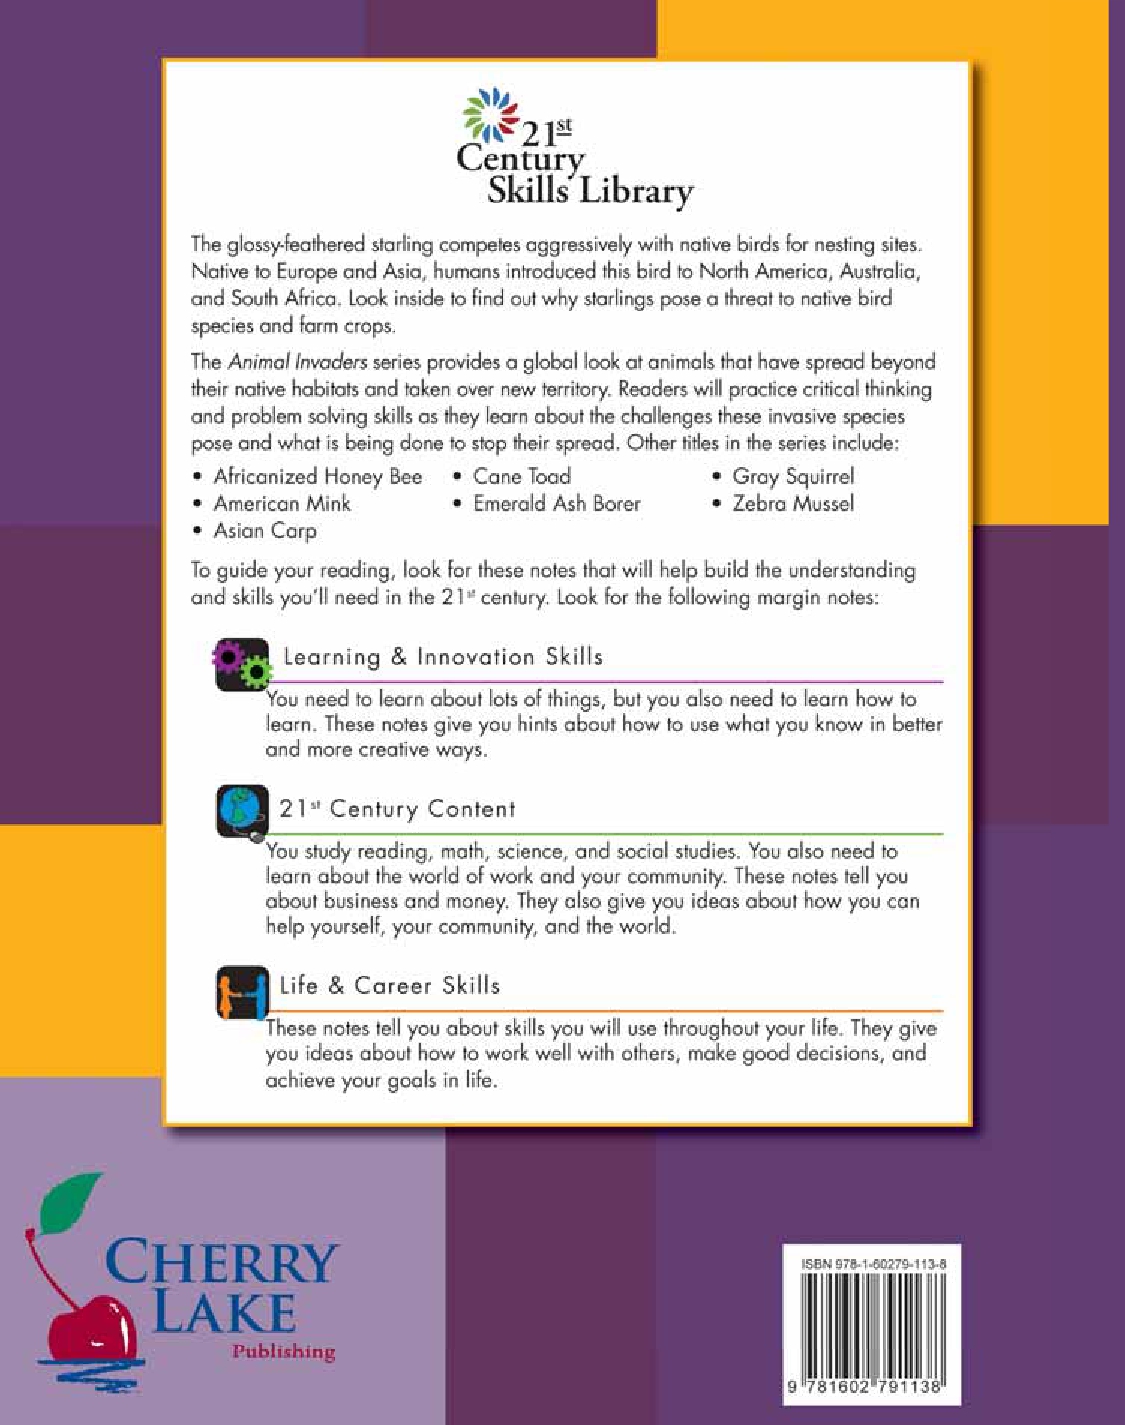 21st
Century
Skills Library
The glossy-feathered starling competes aggressively with native birds for nesting sites.
Native to Europe and Asia, humans introduced this bird to North America, Australia,
and South Africa. Look inside to find out why starlings pose a threat to native bird
species and farm crops.
The Animal Invaders series provides a global look at animals that have spread beyond
their native habitats and taken over new territory. Readers will practice critical thinking
and problem solving skills as they learn about the challenges these invasive species
pose and what is being done to stop their spread. Other titles in the series include:
• Africanized Honey Bee • Cane Toad • Gray Squirrel
• American Mink • Emerald Ash Borer • Zebra Mussel
• Asian Carp
To guide your reading, look for these notes that will help build the understanding
and skills you'll need in the 21st century. Look for the following margin notes:
Learning & Innovation Skills
You need to learn about lots of things, but you also need to learn how to
learn. These notes give you hints about how to use what you know in better
and more creative ways.
21st Century Content
You study reading, math, science, and social studies. You also need to
learn about the world of work and your community. These notes tell you
about business and money. They also give you ideas about how you can
help yourself, your community, and the world.
Life & Career Skills
These notes tell you about skills you will use throughout your life. They give
you ideas about how to work well with others, make good decisions, and
achieve your goals in life.
CHERRY
LAKE
Publishing
ISBN 978-1-60279-113-8
9 781602 791138